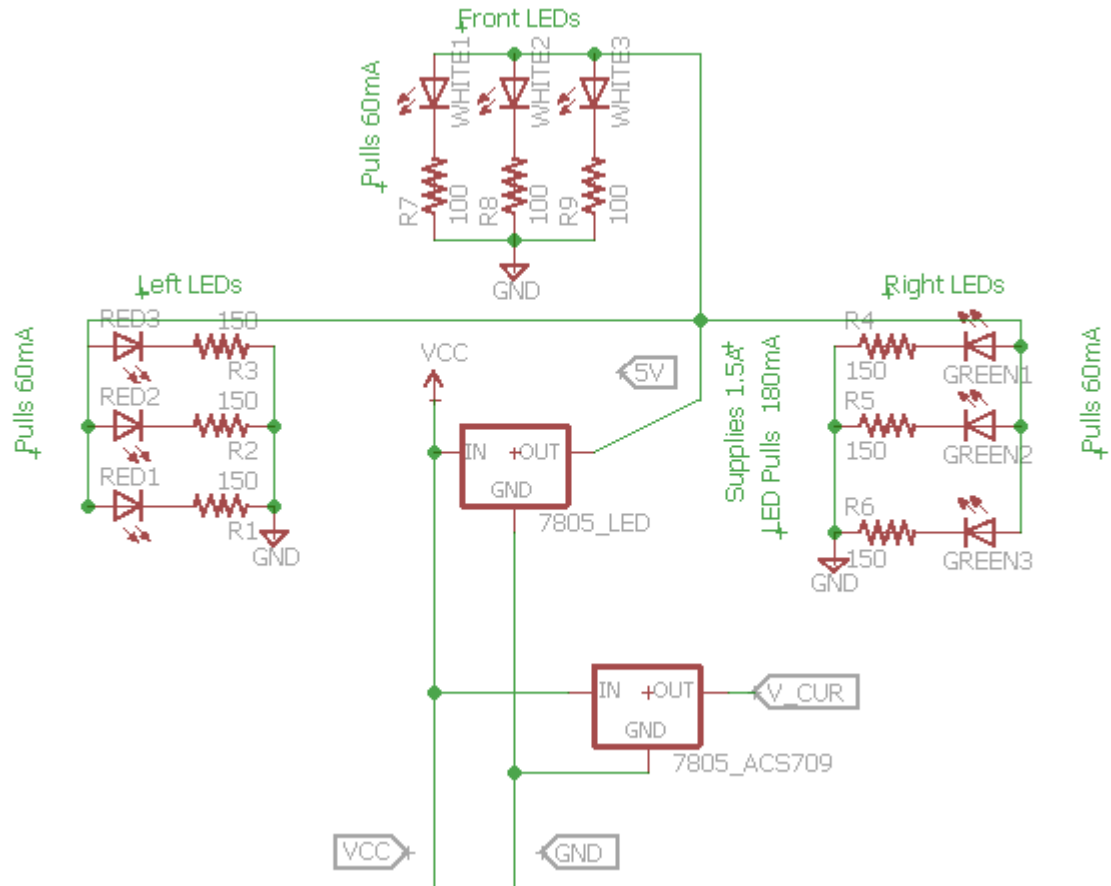 Front LEDs
Pulls 60mA
WHITE1
WHITE2
WHITE3
R7
100
R8
100
R9
100
GND
Left LEDs
Pulls 60mA
RED3
150
R3
RED2
150
R2
RED1
150
R1
GND
VCC
5V
IN
OUT
GND
7805_LED
Supplies 1.5A
LED Pulls 180mA
Right LEDs
R4
150
GREEN1
R5
150
GREEN2
R6
150
GREEN3
GND
Pulls 60mA
IN
OUT
GND
7805_ACS709
V_CUR
VCC
GND